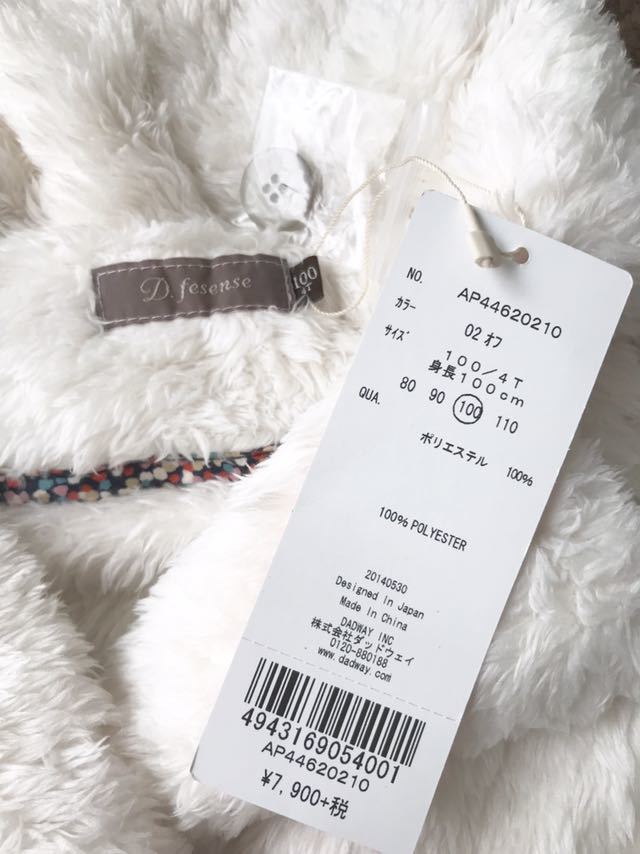 D. fesense
100
4T
NO. AP44620210
カラー 02 オフ
サイズ 100/4T
身長100cm
80 90 100 110
QUA.
ポリエステル 100%
100% POLYESTER
20140530
Designed In Japan
Made In China
DADWAY INC
株式会社ダッドウェイ
0120-880188
www.dadway.com
4943169054001
AP44620210
¥7,900+税